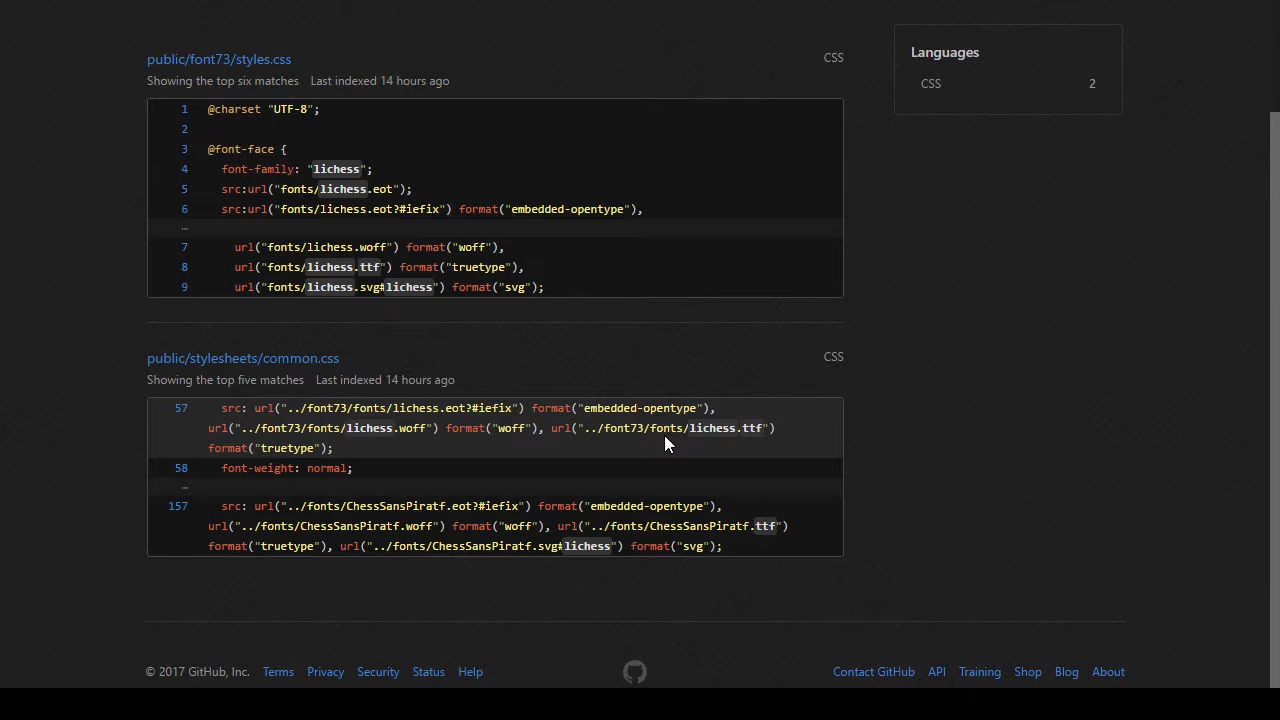 public/font73/styles.css
CSS
Showing the top six matches Last indexed 14 hours ago
1 @charset "UTF-8";
2
3 @font-face {
4 font-family: "lichess";
5 src:url("fonts/lichess.eot");
6 src:url("fonts/lichess.eot?#iefix") format("embedded-opentype"),
…
7 url("fonts/lichess.woff") format("woff"),
8 url("fonts/lichess.ttf") format("truetype"),
9 url("fonts/lichess.svg#lichess") format("svg");
Languages
CSS 2
public/stylesheets/common.css
CSS
Showing the top five matches Last indexed 14 hours ago
57 src: url("../font73/fonts/lichess.eot?#iefix") format("embedded-opentype"),
url("../font73/fonts/lichess.woff") format("woff"), url("../font73/fonts/lichess.ttf")
format("truetype");
58 font-weight: normal;
…
157 src: url("../fonts/ChessSansPiratf.eot?#iefix") format("embedded-opentype"),
url("../fonts/ChessSansPiratf.woff") format("woff"), url("../fonts/ChessSansPiratf.ttf")
format("truetype"), url("../fonts/ChessSansPiratf.svg#lichess") format("svg");
© 2017 GitHub, Inc. Terms Privacy Security Status Help
Contact GitHub API Training Shop Blog About